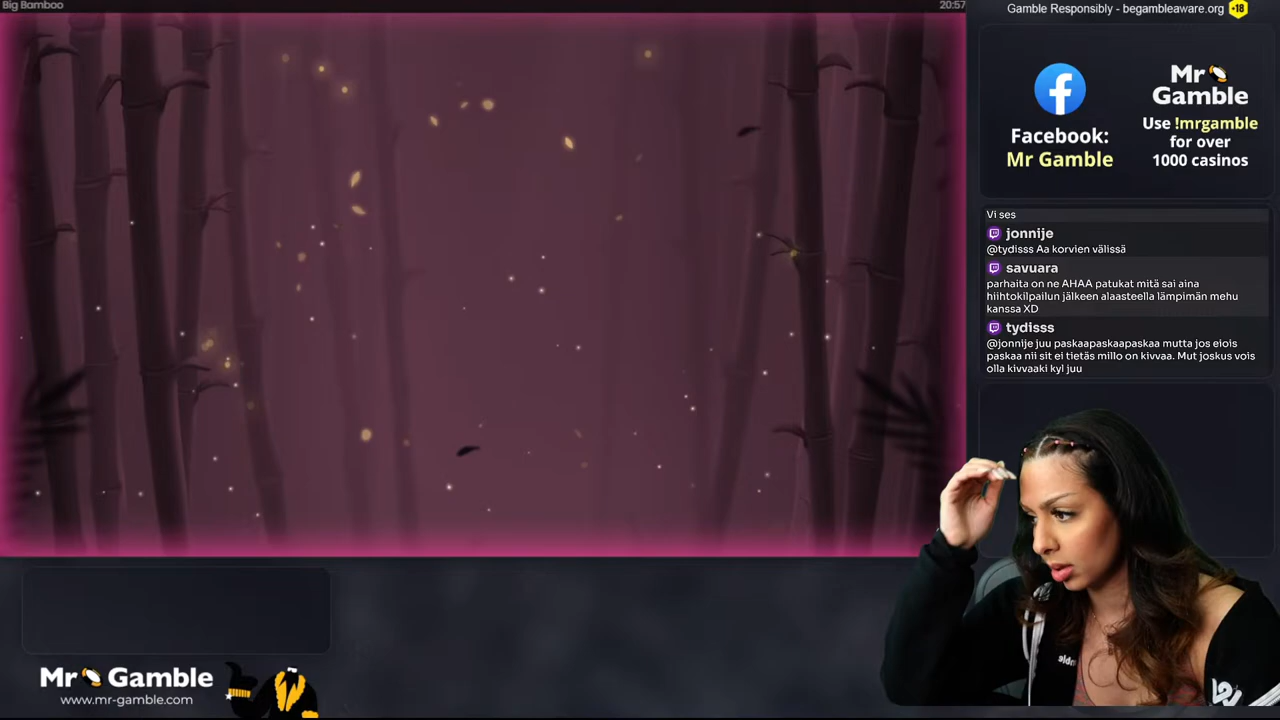 Big Bamboo
20:57
Gamble Responsibly - begambleaware.org
+18
Facebook:
Mr Gamble
Mr
Gamble
Use !mrgamble
for over
1000 casinos
Vi ses
jonnije
@tydisss Aa korvien välissä
savuara
parhaita on ne AHAA patukat mitä sai aina
hiihtokilpailun jälkeen alaasteella lämpimän mehu
kanssa XD
tydisss
@jonnije juu paskaapaskaapaskaa mutta jos eiois
paskaa nii sit ei tietäs millo on kivvaa. Mut joskus vois
olla kivvaaki kyl juu
Mr Gamble
www.mr-gamble.com